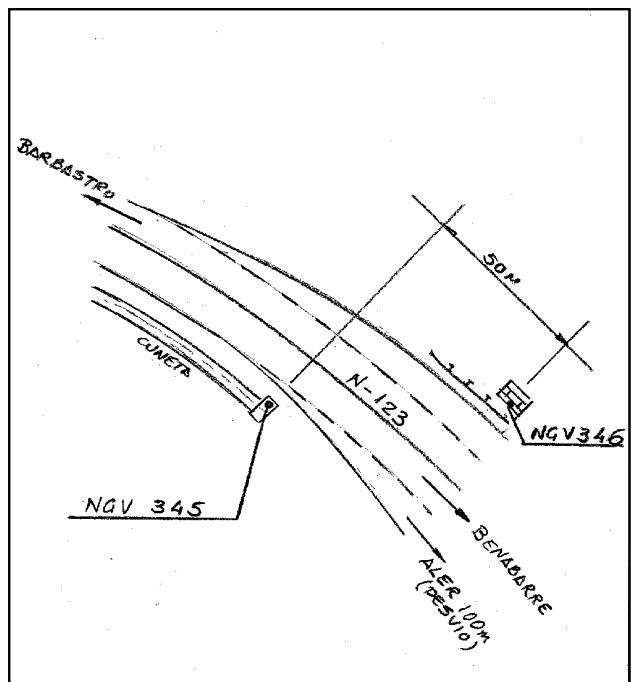 BARBASTRO
50M
CUNETA
N-123
NGV346
NGV 345
BENABARRE
ALER 100m
(DESVIO)